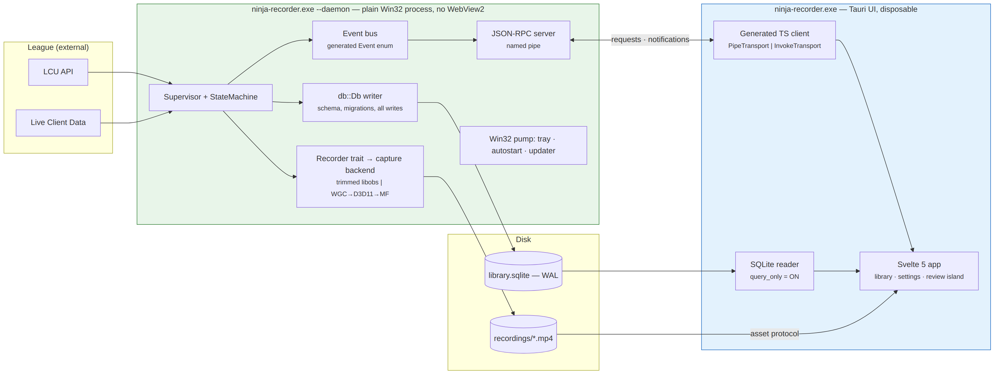 ninja-recorder.exe --daemon — plain Win32 process, no WebView2
ninja-recorder.exe — Tauri UI, disposable
League (external)
LCU API
Live Client Data
Supervisor + StateMachine
Event bus
generated Event enum
JSON-RPC server
named pipe
requests · notifications
Generated TS client
PipeTransport | InvokeTransport
db::Db writer
schema, migrations, all writes
Win32 pump: tray ·
autostart · updater
Recorder trait → capture
backend
trimmed libobs |
WGC→D3D11→MF
Disk
library.sqlite — WAL
recordings/*.mp4
SQLite reader
query_only = ON
Svelte 5 app
library · settings · review island
asset protocol